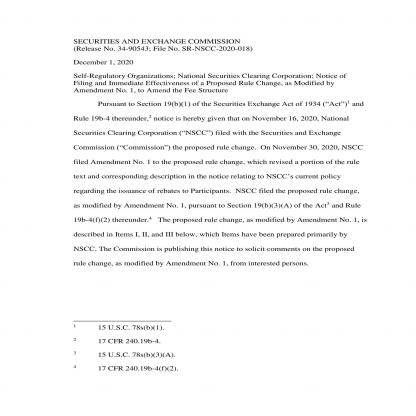 SECURITIES AND EXCHANGE COMMISSION
(Release No. 34-90543; File No. SR-NSCC-2020-018)
December 1, 2020
Self-Regulatory Organizations; National Securities Clearing Corporation; Notice of
Filing and Immediate Effectiveness of a Proposed Rule Change, as Modified by
Amendment No. 1, to Amend the Fee Structure
Pursuant to Section 19(b)(1) of the Securities Exchange Act of 1934 (“Act”)1 and
Rule 19b-4 thereunder,2 notice is hereby given that on November 16, 2020, National
Securities Clearing Corporation (“NSCC”) filed with the Securities and Exchange
Commission (“Commission”) the proposed rule change. On November 30, 2020, NSCC
filed Amendment No. 1 to the proposed rule change, which revised a portion of the rule
text and corresponding description in the notice relating to NSCC’s current policy
regarding the issuance of rebates to Participants. NSCC filed the proposed rule change,
as modified by Amendment No. 1, pursuant to Section 19(b)(3)(A) of the Act3 and Rule
19b-4(f)(2) thereunder.4 The proposed rule change, as modified by Amendment No. 1, is
described in Items I, II, and III below, which Items have been prepared primarily by
NSCC. The Commission is publishing this notice to solicit comments on the proposed
rule change, as modified by Amendment No. 1, from interested persons.
1 15 U.S.C. 78s(b)(1).
2 17 CFR 240.19b-4.
3 15 U.S.C. 78s(b)(3)(A).
4 17 CFR 240.19b-4(f)(2).